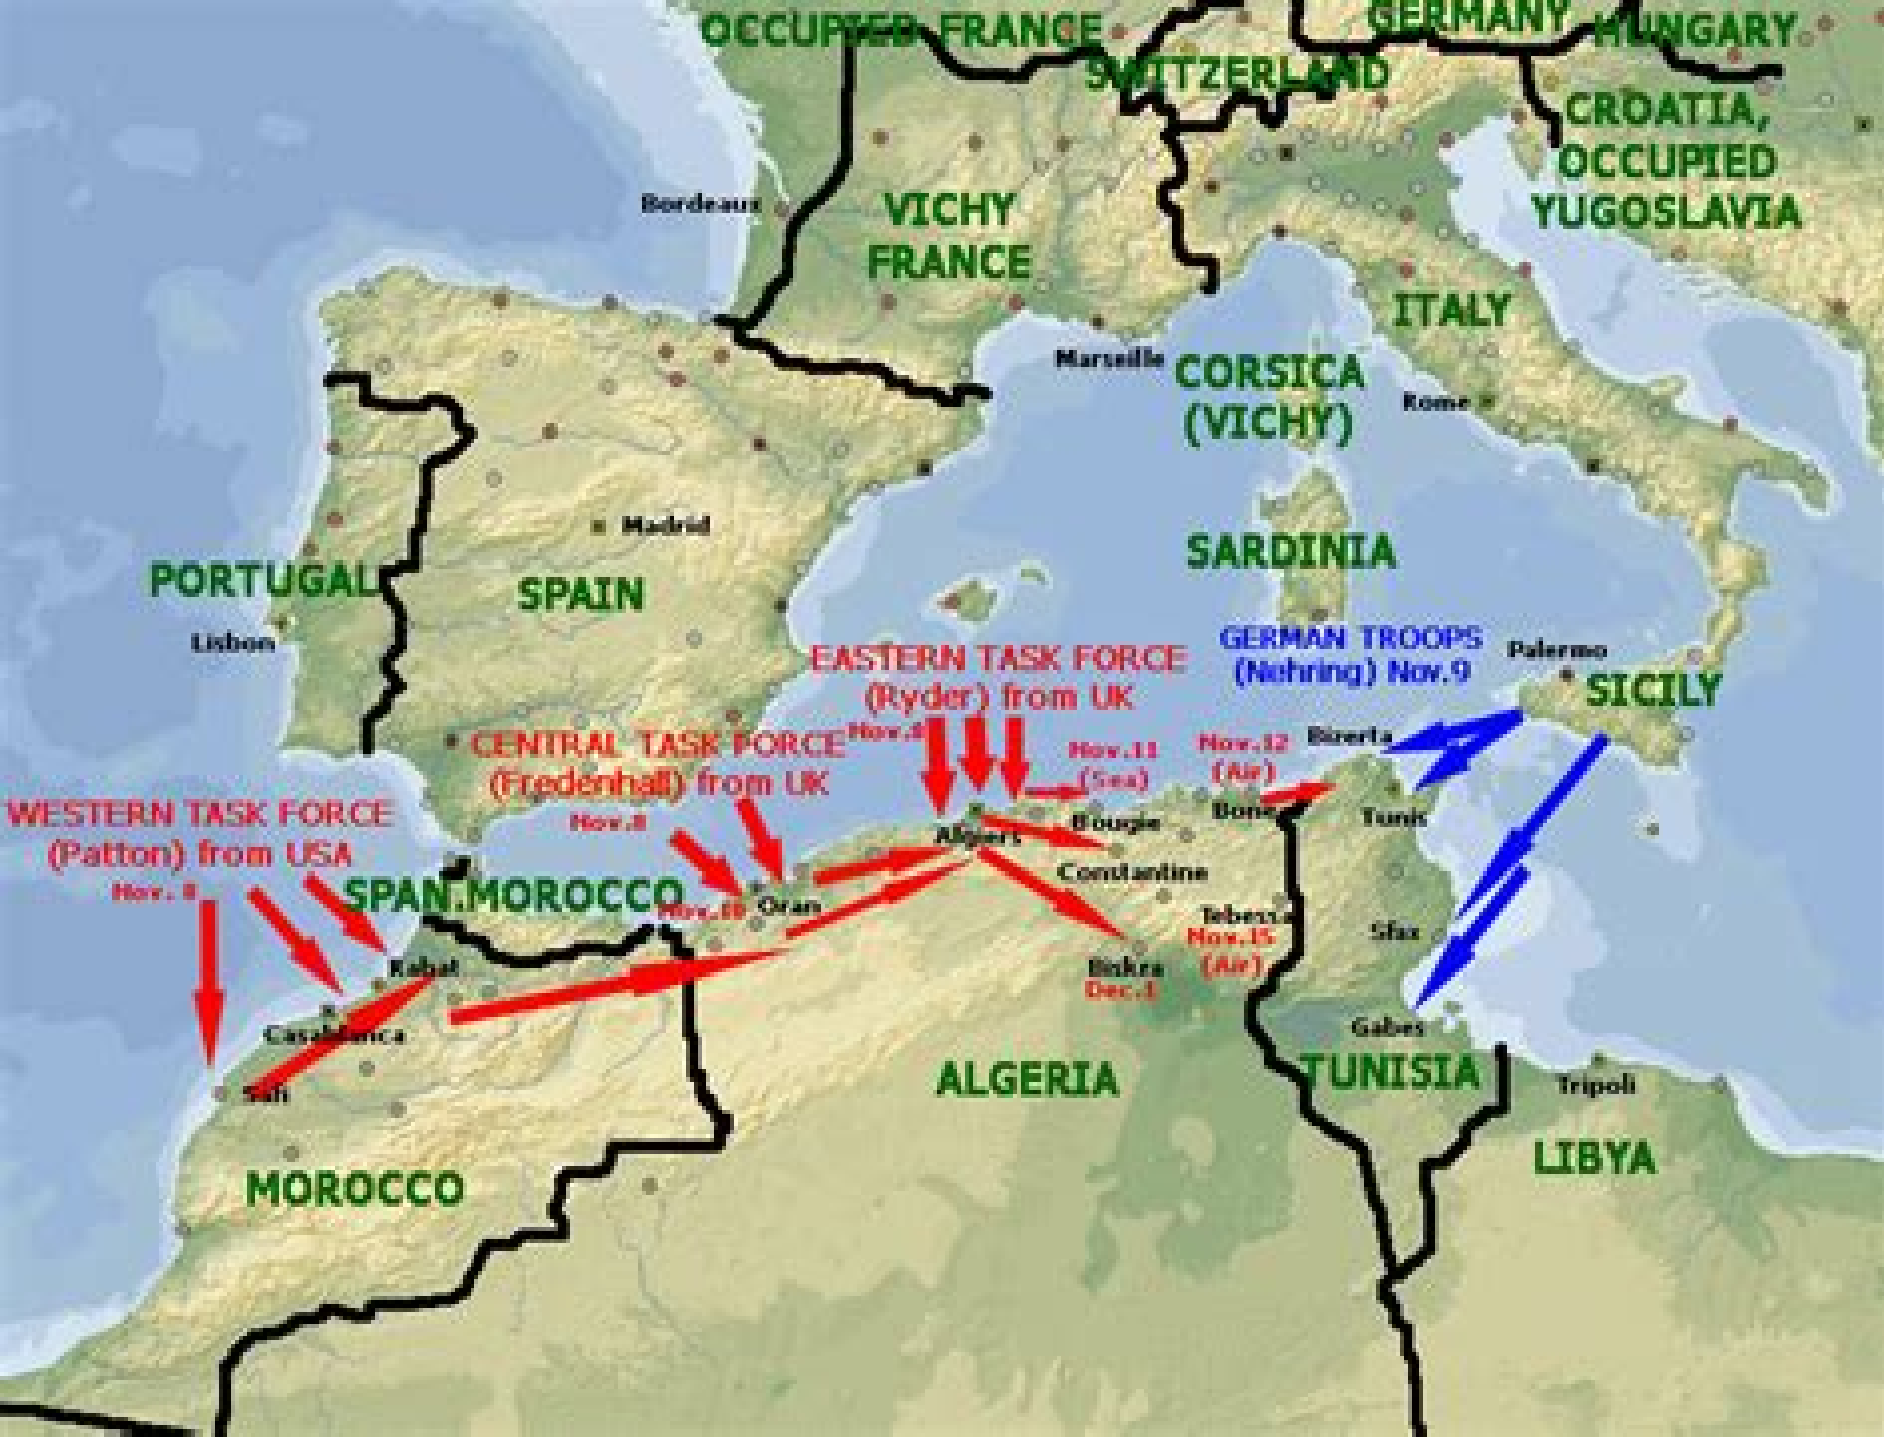 OCCUPIED FRANCE
GERMANY
HUNGARY
SWITZERLAND
CROATIA,
OCCUPIED
YUGOSLAVIA
Bordeaux
VICHY
FRANCE
ITALY
Marseille
CORSICA
(VICHY)
Rome
Madrid
SARDINIA
PORTUGAL
SPAIN
Lisbon
GERMAN TROOPS
(Nehring) Nov.9
Palermo
SICILY
EASTERN TASK FORCE
(Ryder) from UK
Nov.8
CENTRAL TASK FORCE
(Fredenhall) from UK
Nov.8
Nov.11
(Sea)
Nov.12
(Air)
Bizerta
WESTERN TASK FORCE
(Patton) from USA
Nov. 8
Algiers
Bougie
Bone
Tunis
Constantine
SPAN.MOROCCO
Nov.10
Oran
Tebessa
Nov.15
(Air)
Sfax
Rabat
Biskra
Dec.1
Casablanca
Gabes
Safi
ALGERIA
TUNISIA
Tripoli
MOROCCO
LIBYA